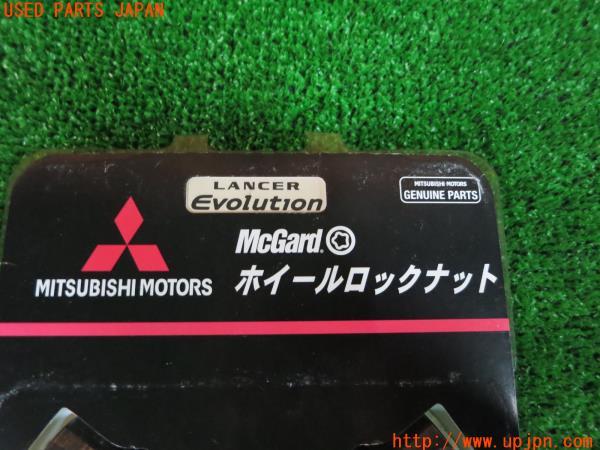 USED PARTS JAPAN
LANCER
Evolution
MITSUBISHI MOTORS
GENUINE PARTS
McGard.
MITSUBISHI MOTORS
ホイールロックナット
http://www.upjpn.com/